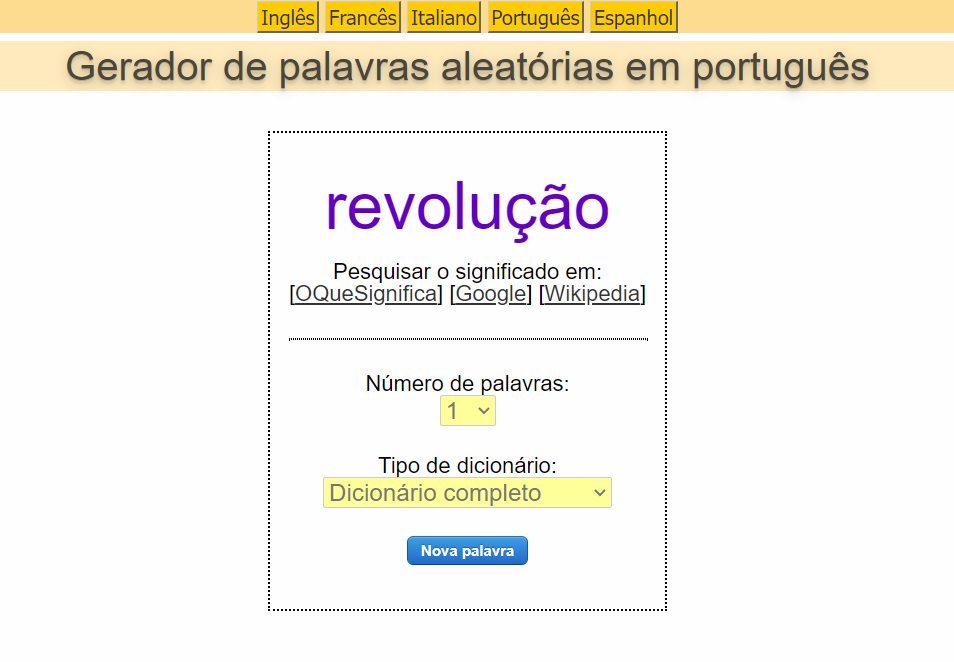 Inglês Francês Italiano Português Espanhol
Gerador de palavras aleatórias em português
revolução
Pesquisar o significado em:
[OQueSignifica] [Google] [Wikipedia]
Número de palavras:
1
Tipo de dicionário:
Dicionário completo
Nova palavra